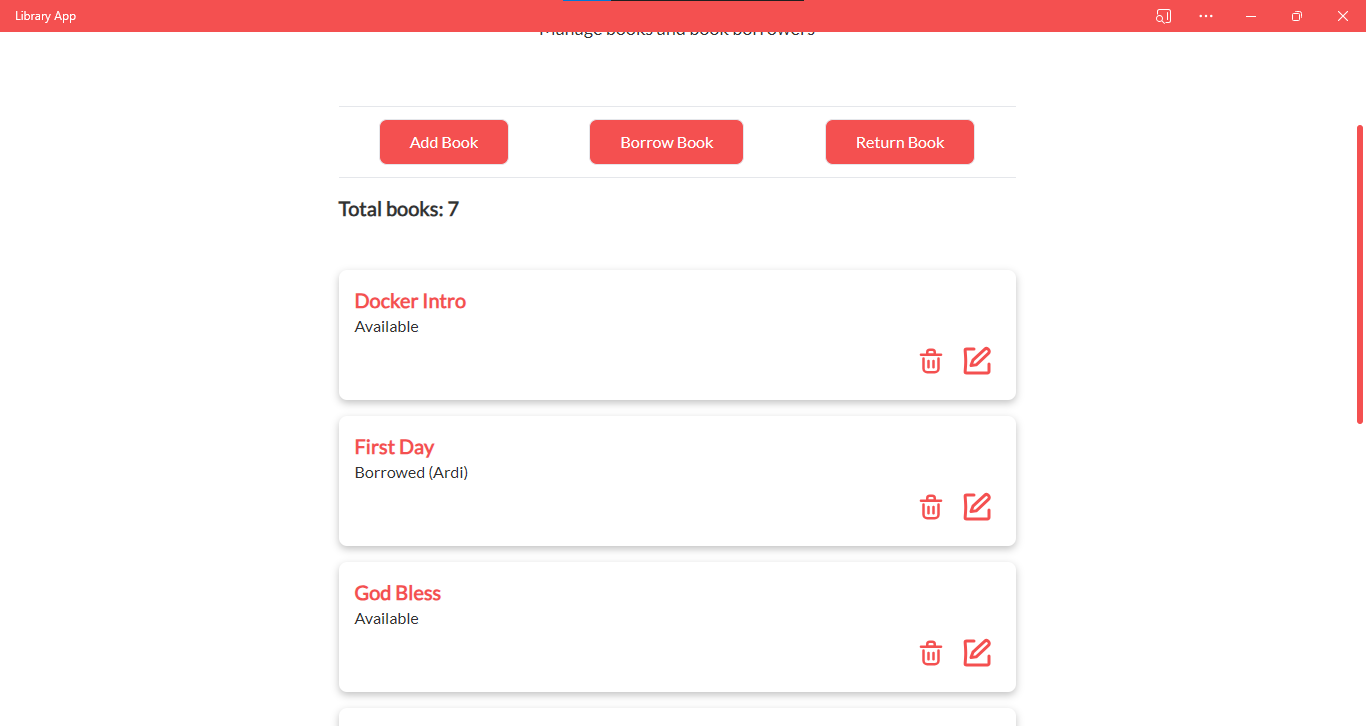 Library App
Manage books and book borrowers
Add Book
Borrow Book
Return Book
Total books: 7
Docker Intro
Available
First Day
Borrowed (Ardi)
God Bless
Available